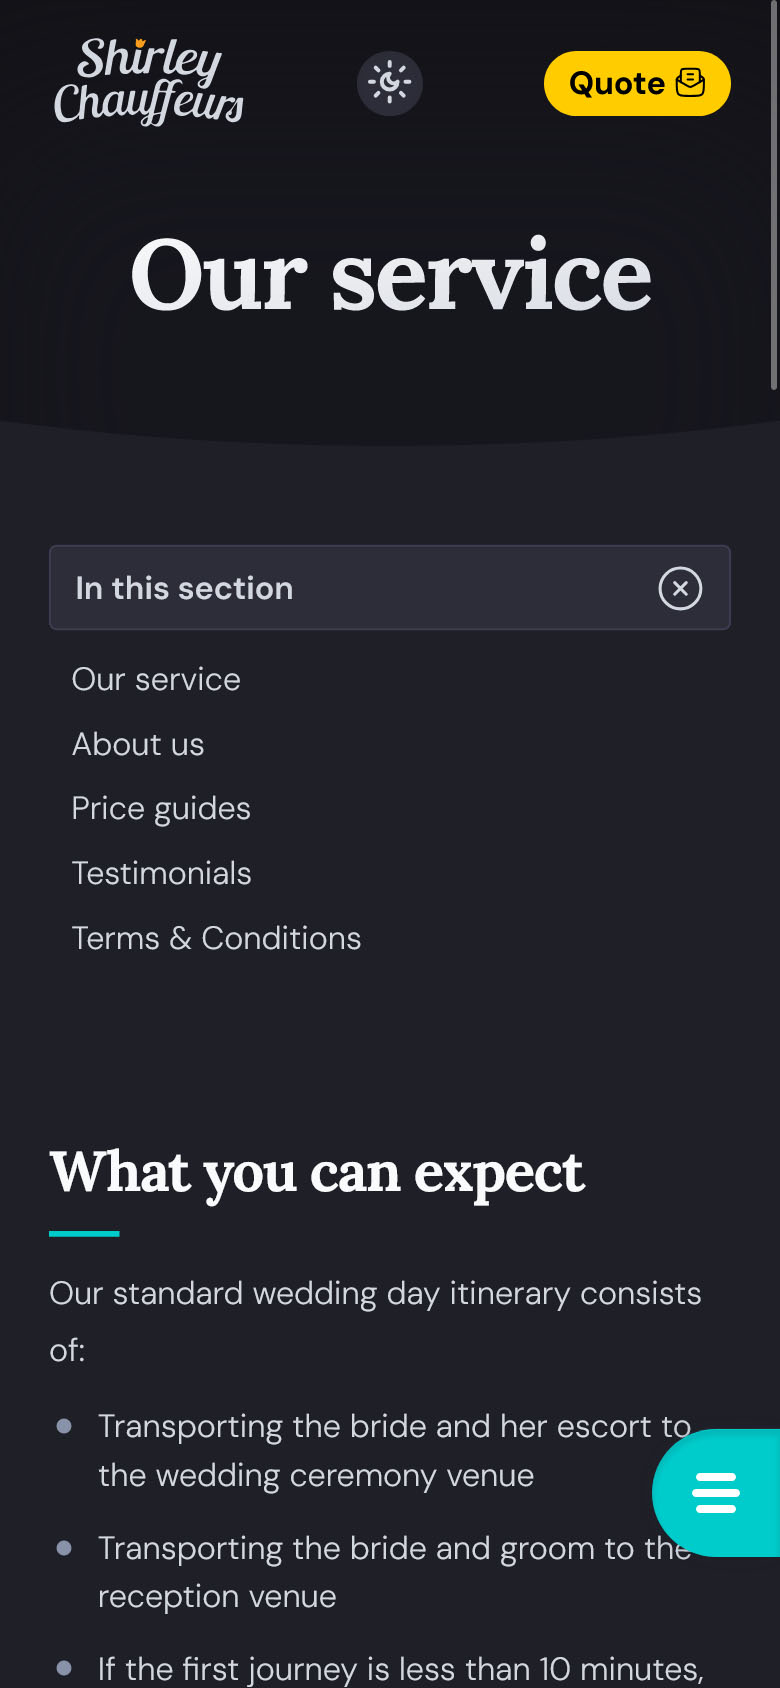 Shirley
Chauffeurs
Quote
Our service
In this section
Our service
About us
Price guides
Testimonials
Terms & Conditions
What you can expect
Our standard wedding day itinerary consists
of:
Transporting the bride and her escort to
the wedding ceremony venue
Transporting the bride and groom to the
reception venue
If the first journey is less than 10 minutes,